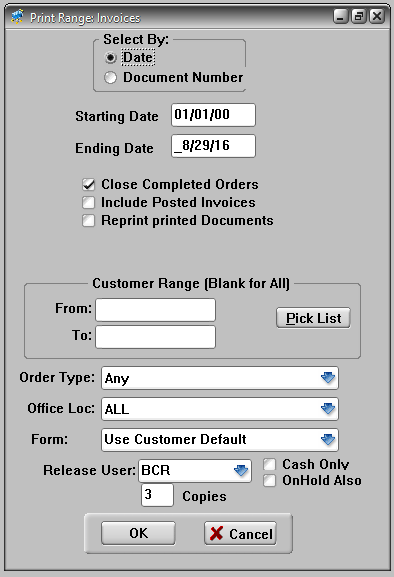 Print Range: Invoices
Select By:
Date
Document Number
Starting Date 01/01/00
Ending Date _8/29/16
Close Completed Orders
Include Posted Invoices
Reprint printed Documents
Customer Range (Blank for All)
From:
Pick List
To:
Order Type: Any
Office Loc: ALL
Form: Use Customer Default
Release User: BCR Cash Only
OnHold Also
3 Copies
OK Cancel